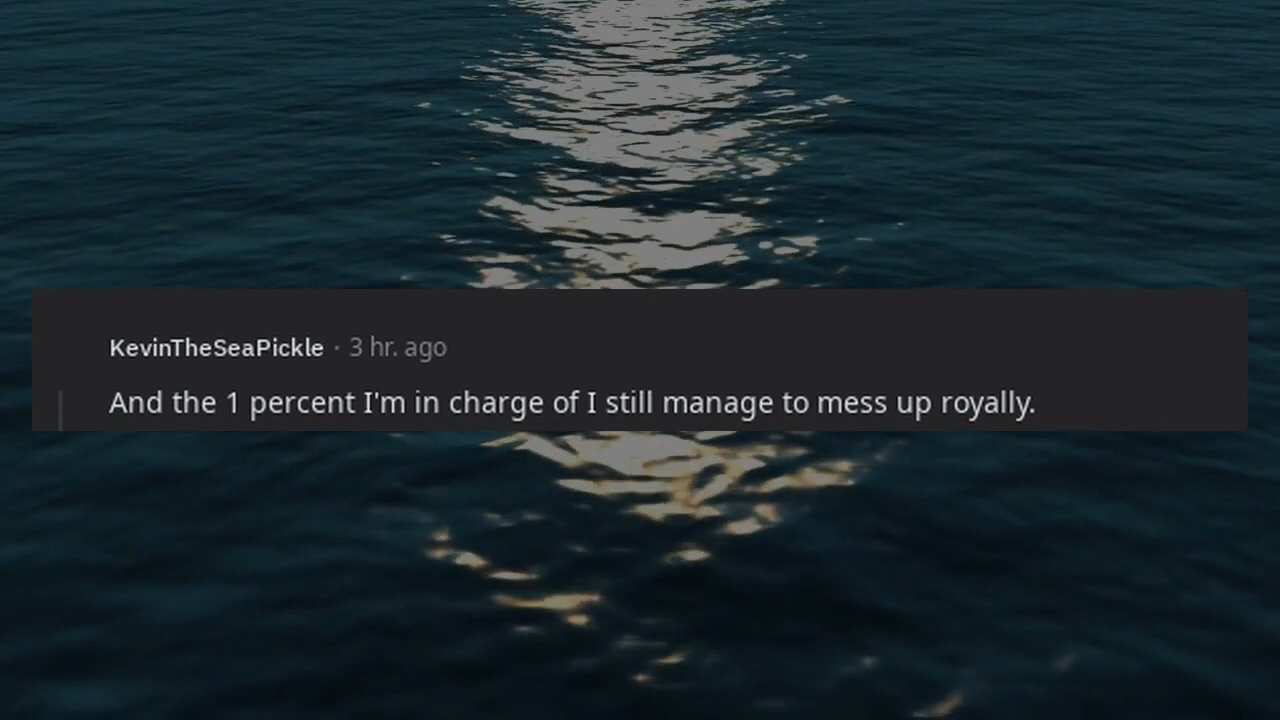 KevinTheSeaPickle · 3 hr. ago
And the 1 percent I'm in charge of I still manage to mess up royally.